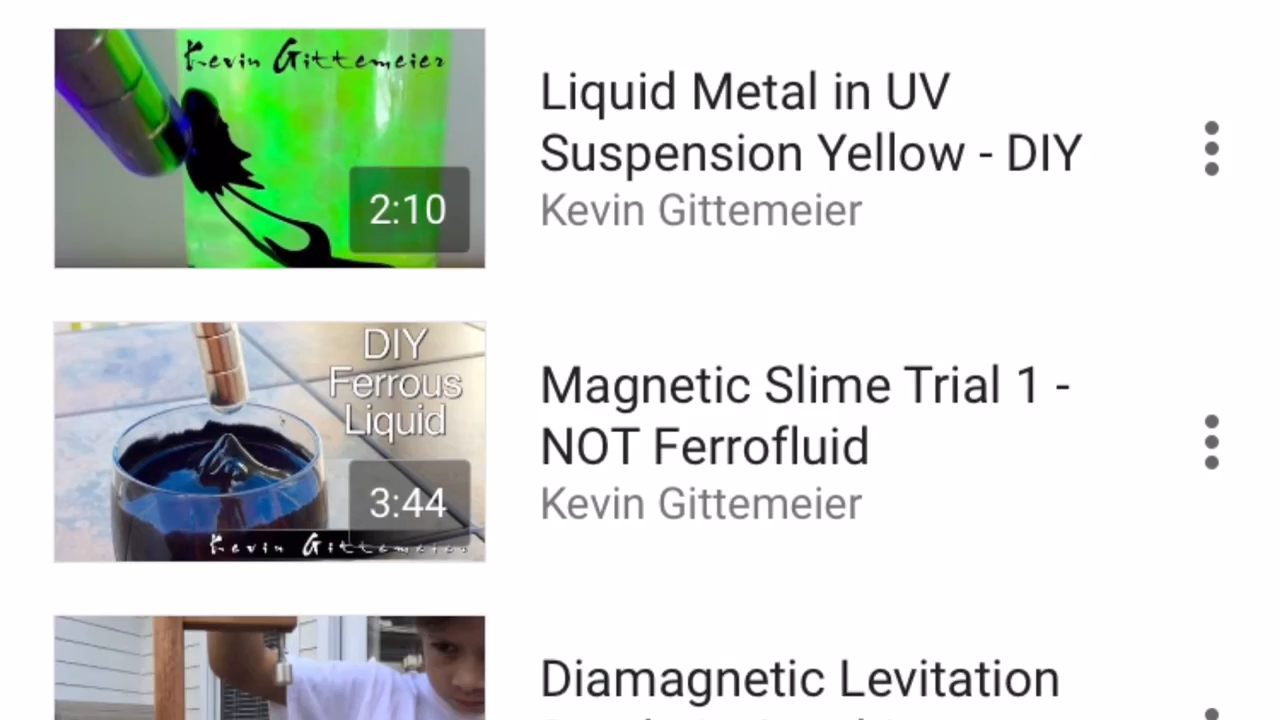 Kevin Gittemeier
2:10
Liquid Metal in UV
Suspension Yellow - DIY
Kevin Gittemeier
DIY
Ferrous
Liquid
3:44
Kevin Gittemeier
Magnetic Slime Trial 1 -
NOT Ferrofluid
Kevin Gittemeier
Diamagnetic Levitation